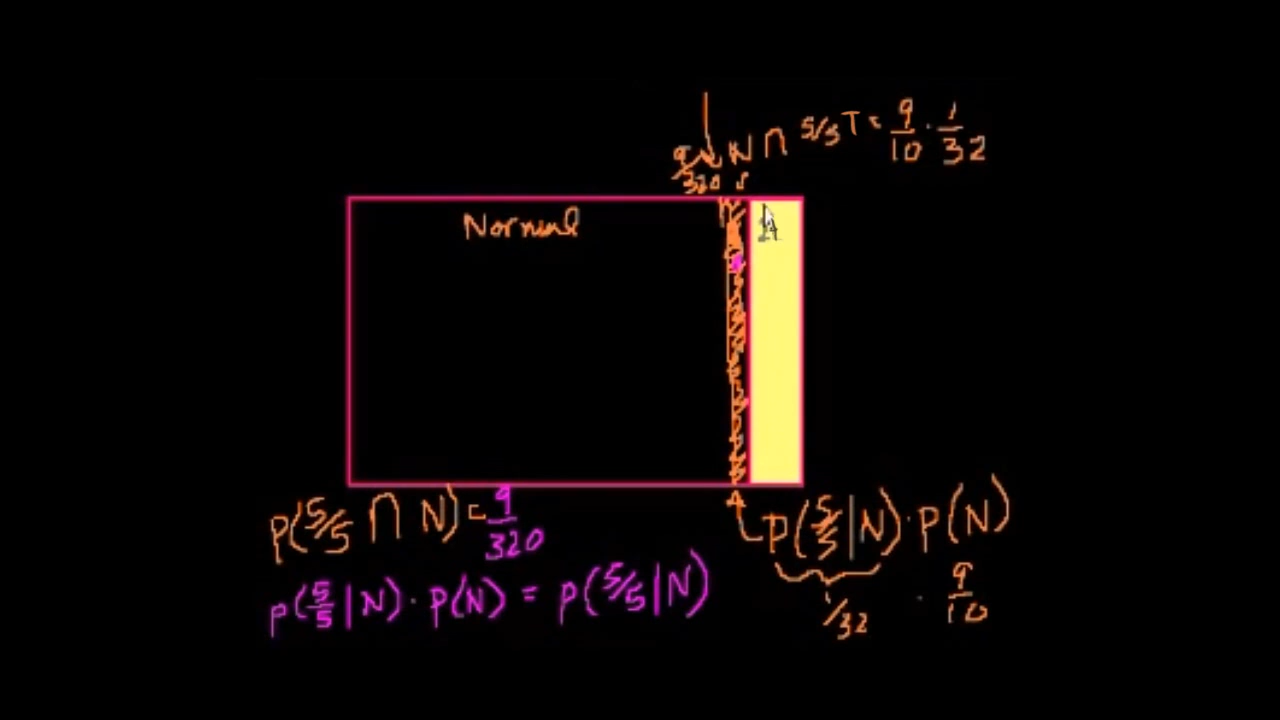 N ∩ 5/5 T = 9/10 · 1/32
9/320
Normal
P(5/5 ∩ N) = 9/320
P(5/5 | N) · P(N) = P(5/5 | N)
P(5/5 | N) · P(N)
1/32 · 9/10